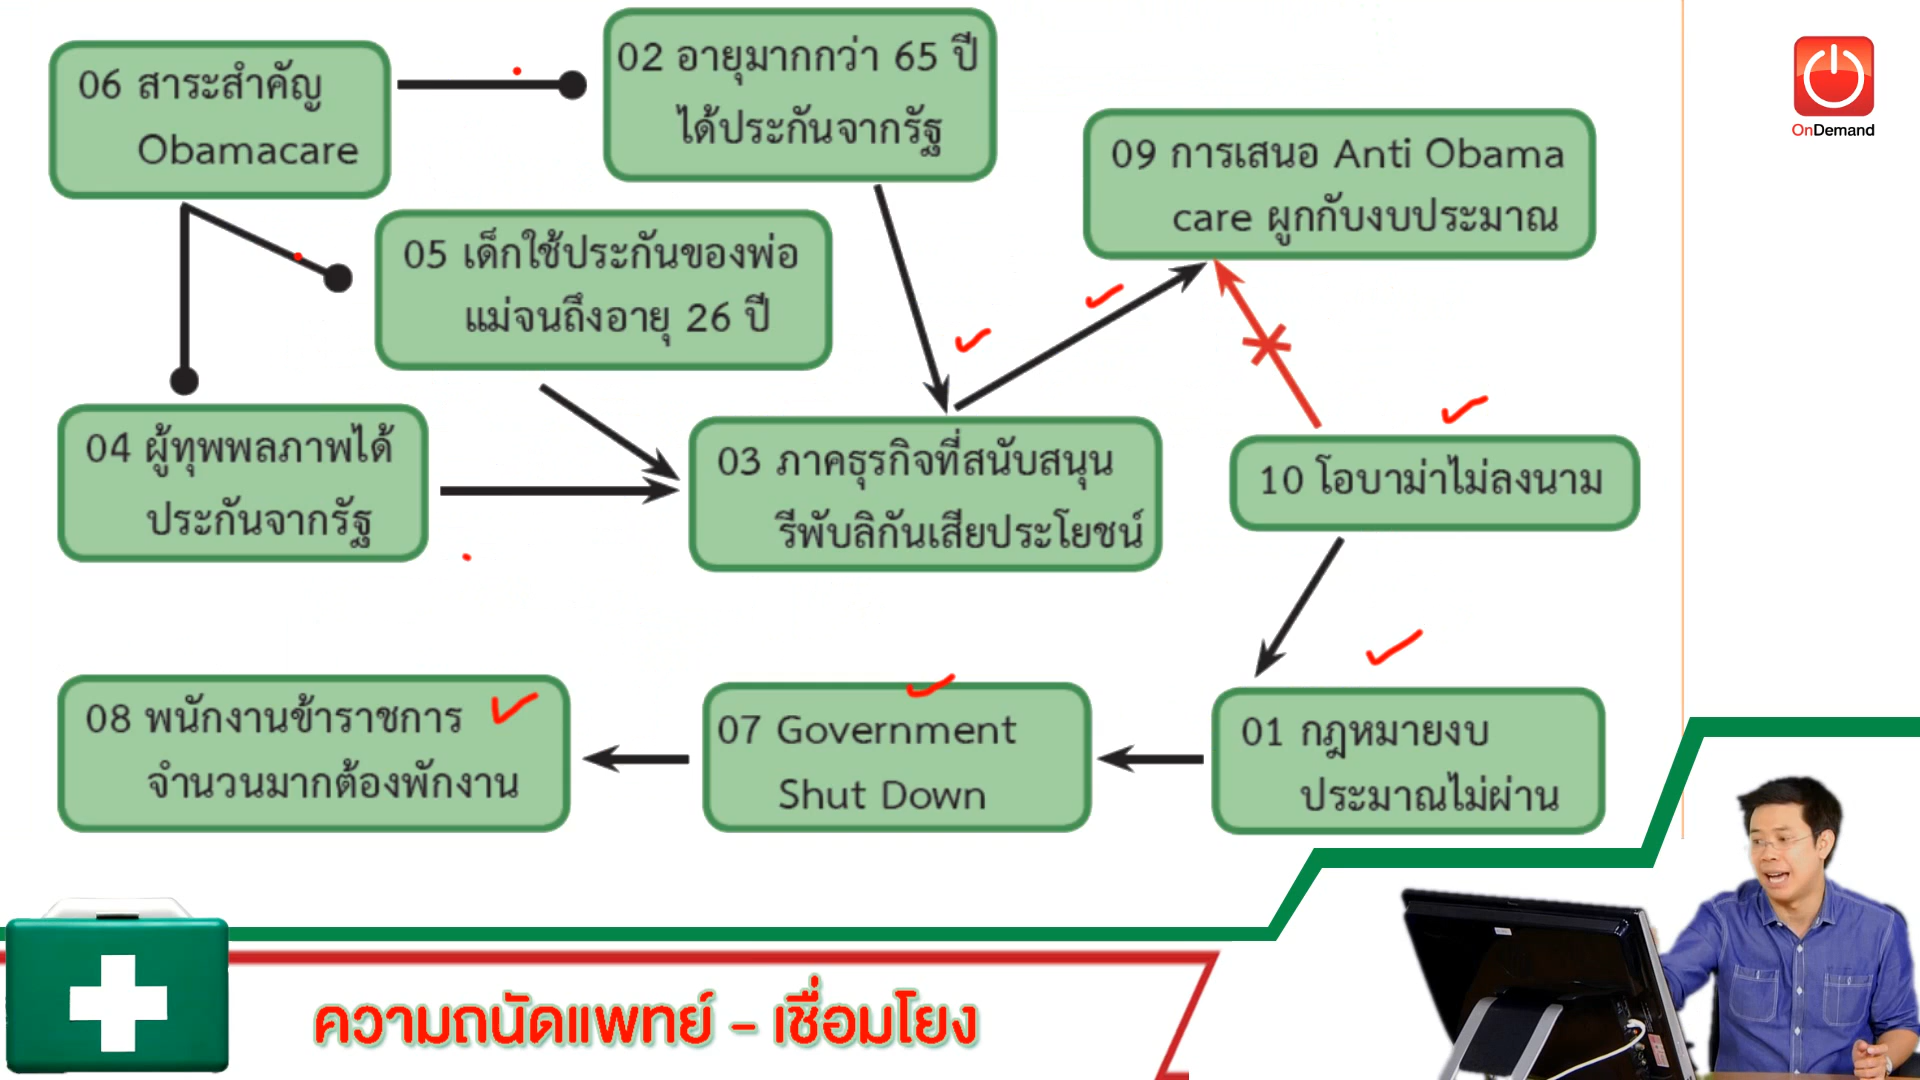 06 สาระสำคัญ
Obamacare
02 อายุมากกว่า 65 ปี
ได้ประกันจากรัฐ
09 การเสนอ Anti Obama
care ผูกกับงบประมาณ
OnDemand
05 เด็กใช้ประกันของพ่อ
แม่จนถึงอายุ 26 ปี
04 ผู้ทุพพลภาพได้
ประกันจากรัฐ
03 ภาคธุรกิจที่สนับสนุน
รีพับลิกันเสียประโยชน์
10 โอบาม่าไม่ลงนาม
08 พนักงานข้าราชการ
จำนวนมากต้องพักงาน
07 Government
Shut Down
01 กฎหมายงบ
ประมาณไม่ผ่าน
ความถนัดแพทย์ - เชื่อมโยง